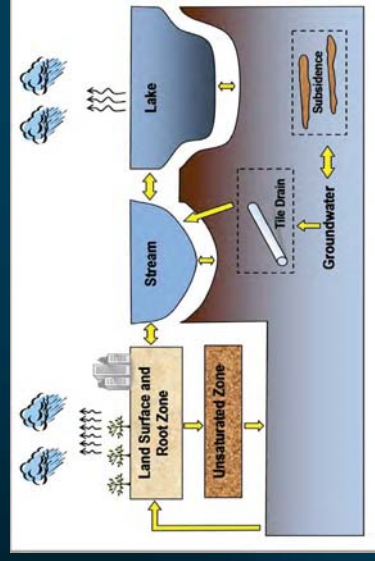 Land Surface and
Root Zone
Unsaturated Zone
Stream
Lake
Tile Drain
Groundwater
Subsidence